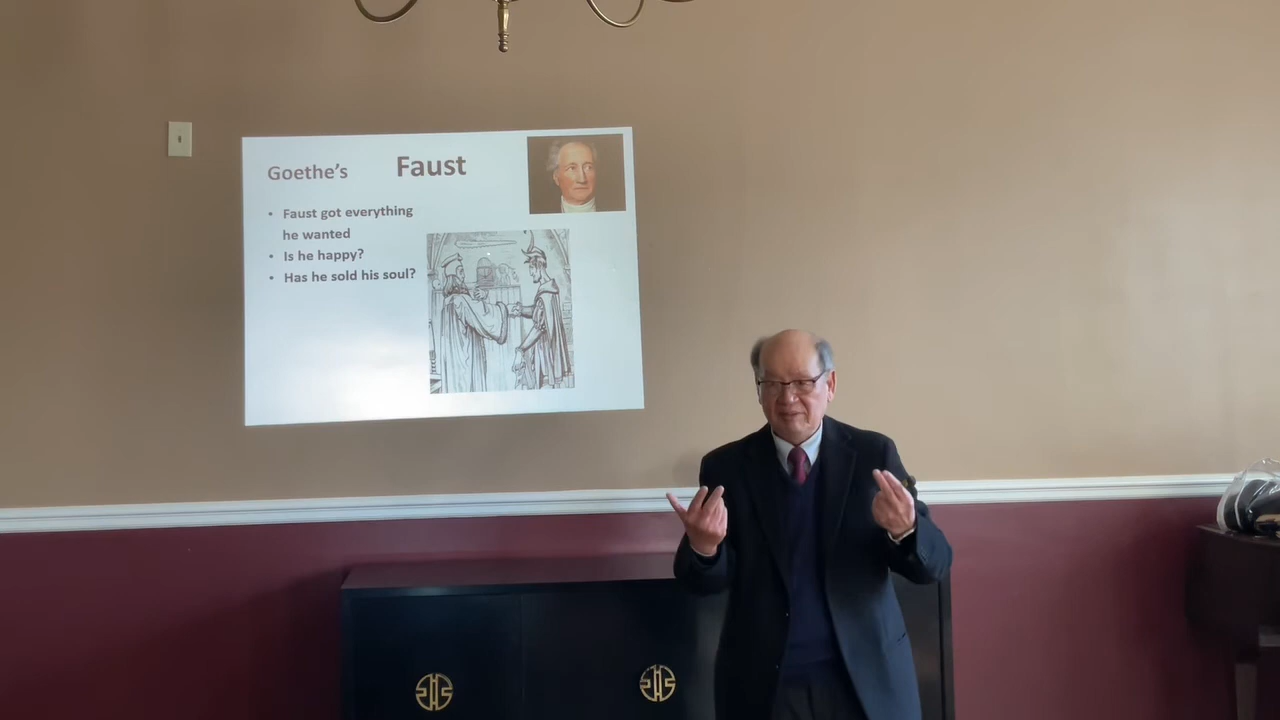 Goethe's Faust
• Faust got everything
he wanted
• Is he happy?
• Has he sold his soul?